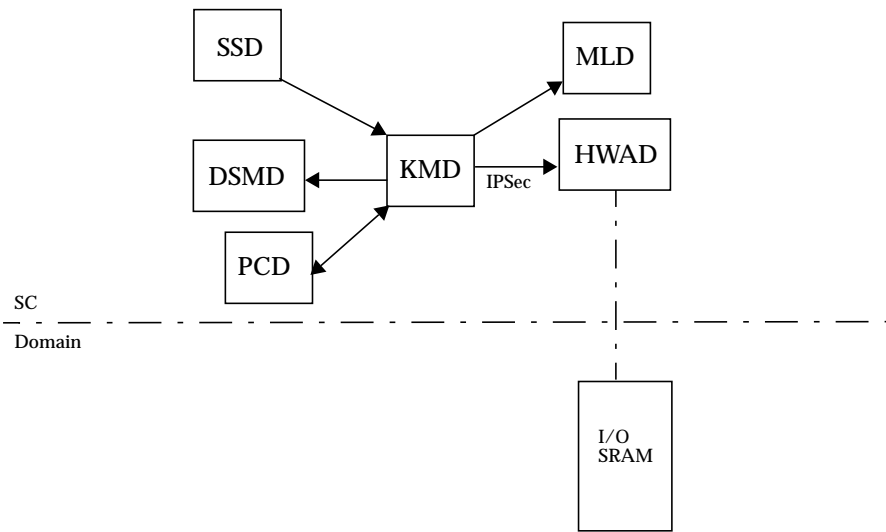 SSD
MLD
DSMD
KMD
IPSec
HWAD
PCD
SC
Domain
I/O
SRAM